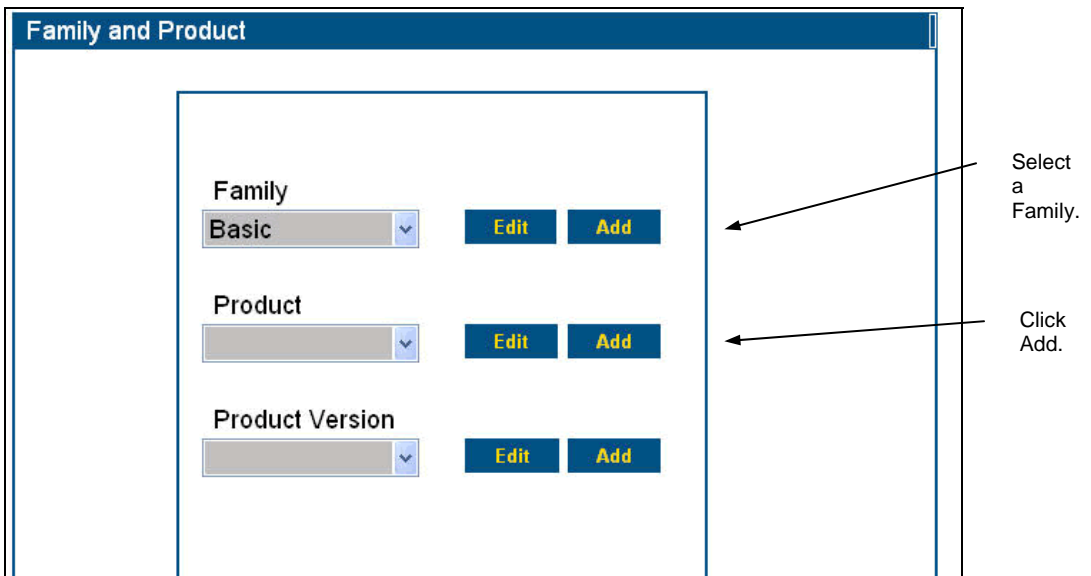 Family and Product
Select
a
Family.
Family
Basic Edit Add
Product
Click
Add.
Edit Add
Product Version
Edit Add